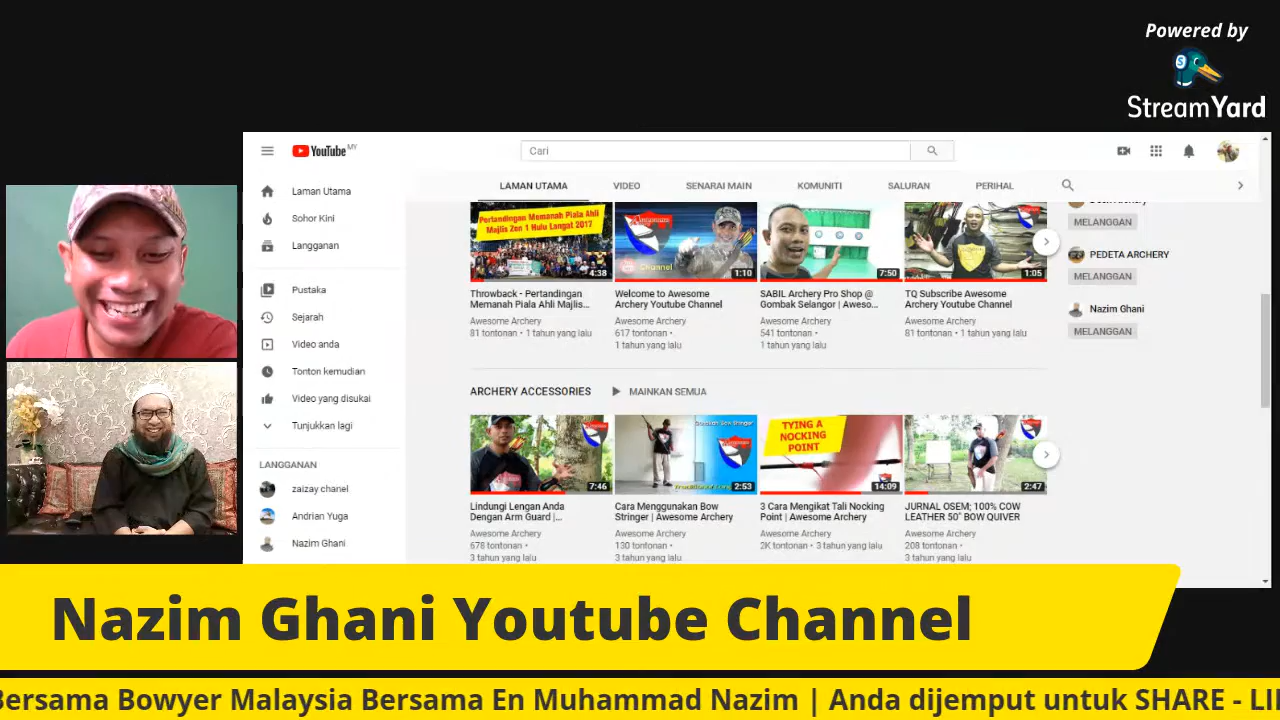 Powered by
StreamYard
YouTube MY
Cari
Laman Utama
Sohor Kini
Langganan
Pustaka
Sejarah
Video anda
Tonton kemudian
Video yang disukai
Tunjukkan lagi
LANGGANAN
zaizay chanel
Andrian Yuga
Nazim Ghani
LAMAN UTAMA VIDEO SENARAI MAIN KOMUNITI SALURAN PERIHAL
Pertandingan Memanah Piala Ahli
Majlis Zen 1 Hulu Langat 2017
4:38
Channel
1:10
7:50
1:05
Throwback - Pertandingan
Memanah Piala Ahli Majlis...
Awesome Archery
81 tontonan • 1 tahun yang lalu
Welcome to Awesome
Archery Youtube Channel
Awesome Archery
617 tontonan •
1 tahun yang lalu
SABIL Archery Pro Shop @
Gombak Selangor | Aweso...
Awesome Archery
541 tontonan •
1 tahun yang lalu
TQ Subscribe Awesome
Archery Youtube Channel
Awesome Archery
81 tontonan • 1 tahun yang lalu
MELANGGAN
PEDETA ARCHERY
MELANGGAN
Nazim Ghani
MELANGGAN
ARCHERY ACCESSORIES MAINKAN SEMUA
7:46
Bow Stringer
2:53
TYING A
NOCKING
POINT
14:09
2:47
Lindungi Lengan Anda
Dengan Arm Guard |...
Awesome Archery
678 tontonan •
3 tahun yang lalu
Cara Menggunakan Bow
Stringer | Awesome Archery
Awesome Archery
130 tontonan •
3 tahun yang lalu
3 Cara Mengikat Tali Nocking
Point | Awesome Archery
Awesome Archery
2K tontonan • 3 tahun yang lalu
JURNAL OSEM; 100% COW
LEATHER 50" BOW QUIVER
Awesome Archery
208 tontonan •
3 tahun yang lalu
Nazim Ghani Youtube Channel
Bersama Bowyer Malaysia Bersama En Muhammad Nazim | Anda dijemput untuk SHARE - LI